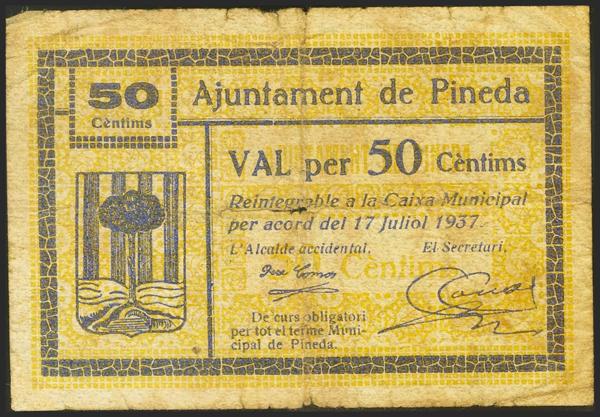 50
Cèntims
Ajuntament de Pineda
VAL per 50 Cèntims
Reintegrable a la Caixa Municipal
per acord del 17 Juliol 1937.
L'Alcalde accidental.
El Secretari.
De curs obligatori
per tot el terme Muni-
cipal de Pineda.